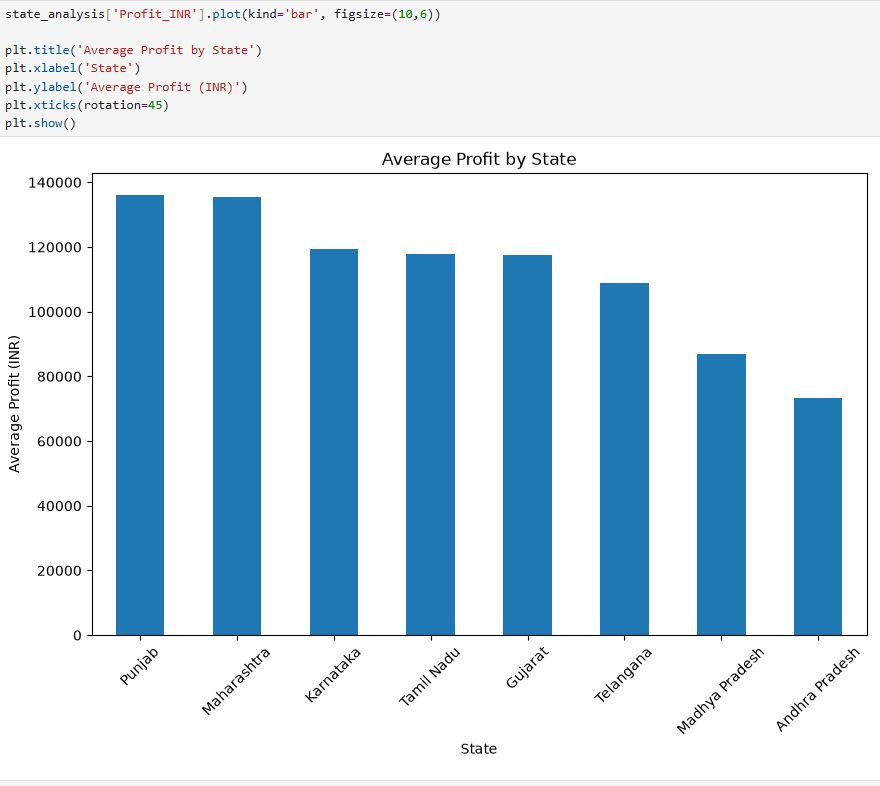 state_analysis['Profit_INR'].plot(kind='bar', figsize=(10,6))
plt.title('Average Profit by State')
plt.xlabel('State')
plt.ylabel('Average Profit (INR)')
plt.xticks(rotation=45)
plt.show()
Average Profit by State
140000
120000
100000
80000
60000
40000
20000
0
Average Profit (INR)
Punjab
Maharashtra
Karnataka
Tamil Nadu
Gujarat
Telangana
Madhya Pradesh
Andhra Pradesh
State